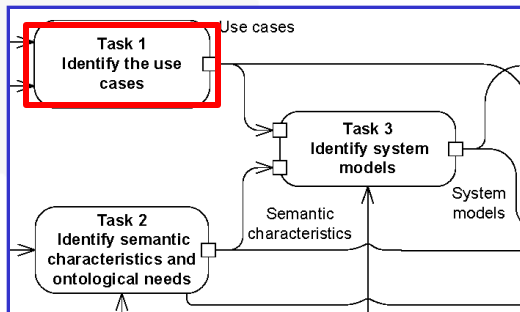 Use cases
Task 1
Identify the use
cases
Task 3
Identify system
models
System
models
Semantic
characteristics
Task 2
Identify semantic
characteristics and
ontological needs